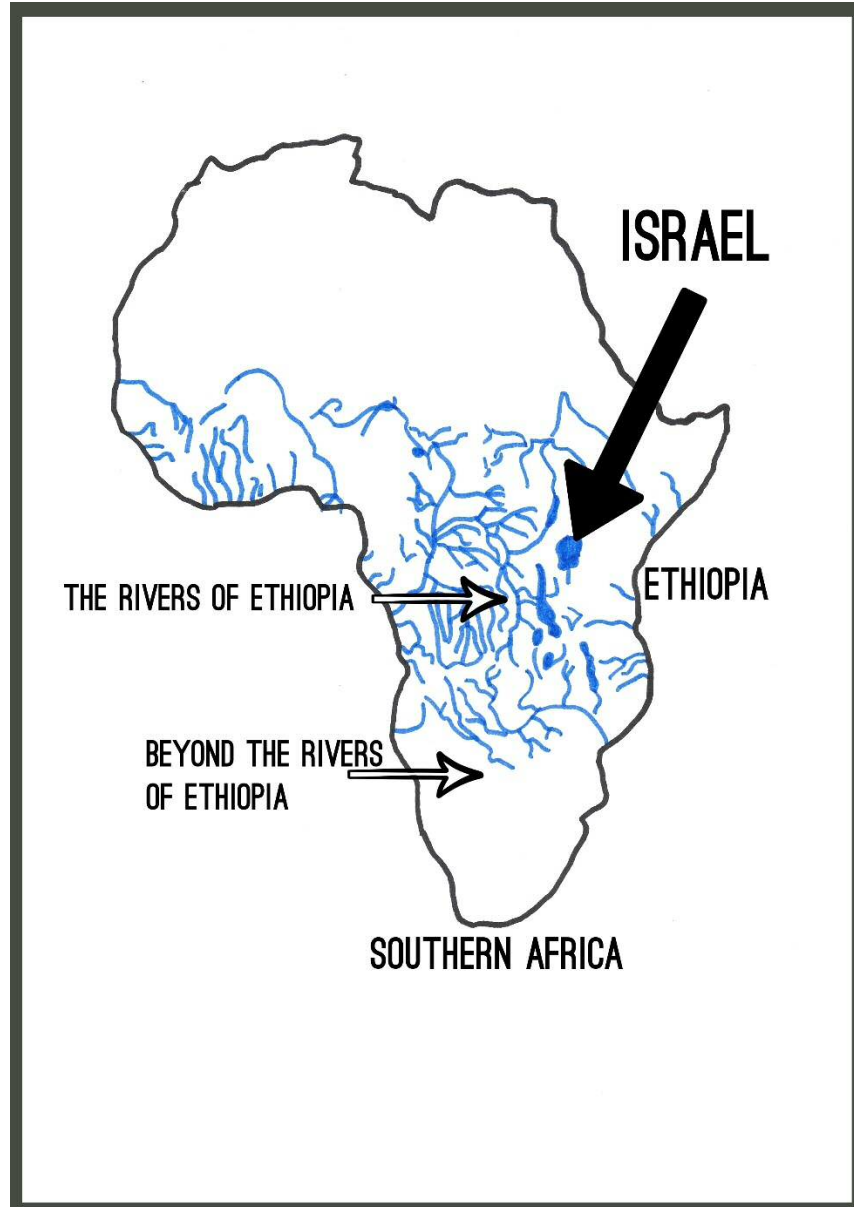 ISRAEL
THE RIVERS OF ETHIOPIA
ETHIOPIA
BEYOND THE RIVERS
OF ETHIOPIA
SOUTHERN AFRICA